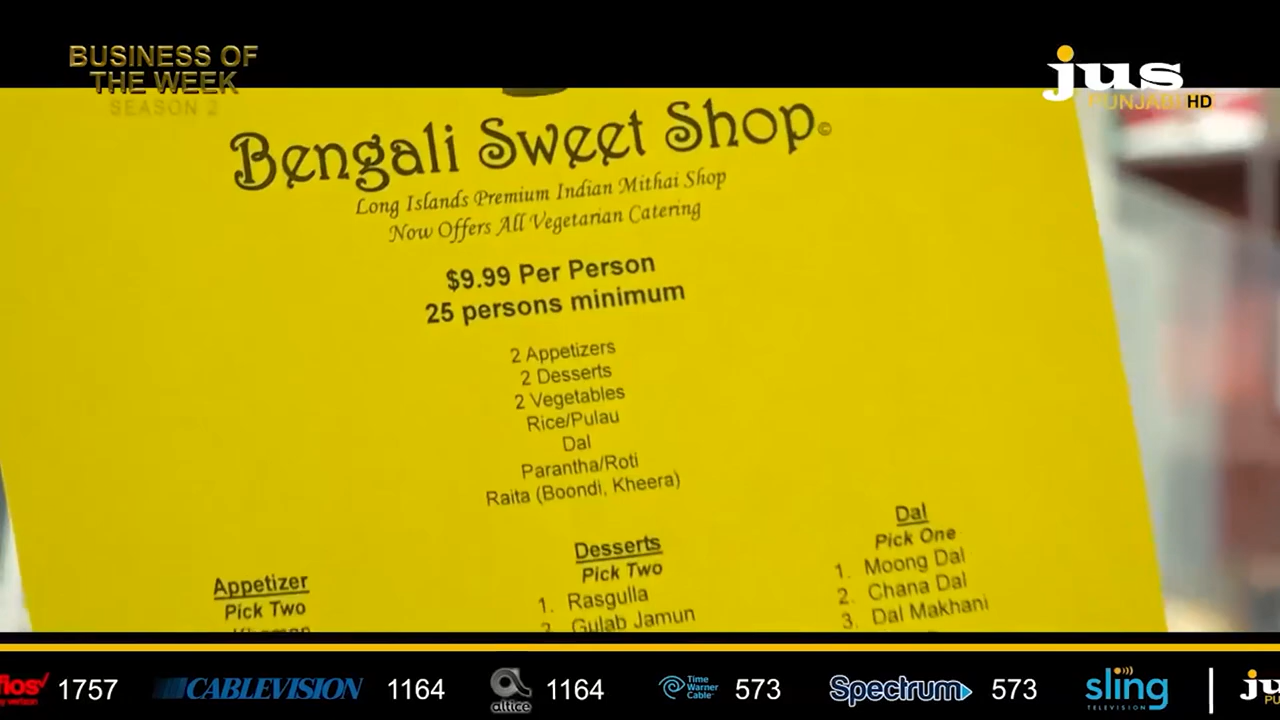 BUSINESS OF
THE WEEK
SEASON 2
jus
PUNJABI HD
Bengali Sweet Shop©
Long Islands Premium Indian Mithai Shop
Now Offers All Vegetarian Catering
$9.99 Per Person
25 persons minimum
2 Appetizers
2 Desserts
2 Vegetables
Rice/Pulau
Dal
Parantha/Roti
Raita (Boondi, Kheera)
Appetizer
Pick Two
Desserts
Pick Two
1. Rasgulla
2. Gulab Jamun
Dal
Pick One
1. Moong Dal
2. Chana Dal
3. Dal Makhani
fios 1757 CABLEVISION 1164 altice 1164 Time Warner Cable 573 Spectrum 573 sling TELEVISION